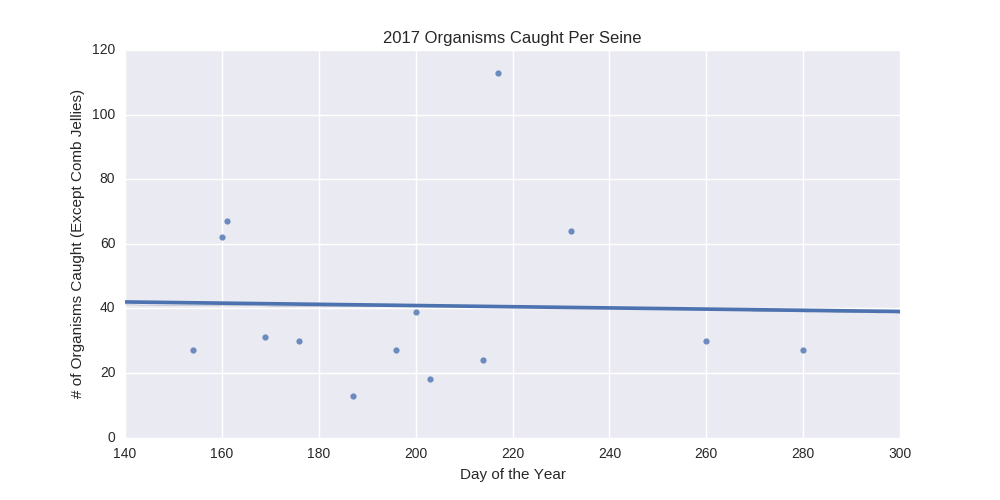 2017 Organisms Caught Per Seine
120
100
80
60
40
20
0
# of Organisms Caught (Except Comb Jellies)
140 160 180 200 220 240 260 280 300
Day of the Year